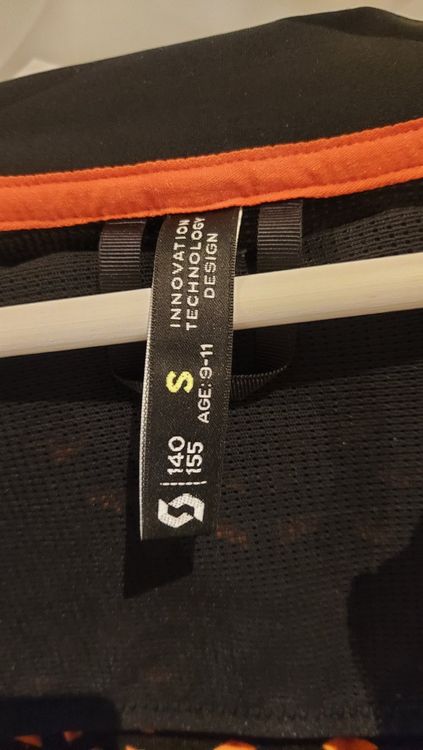 INNOVATION
TECHNOLOGY
DESIGN
S
AGE: 9-11
140
155